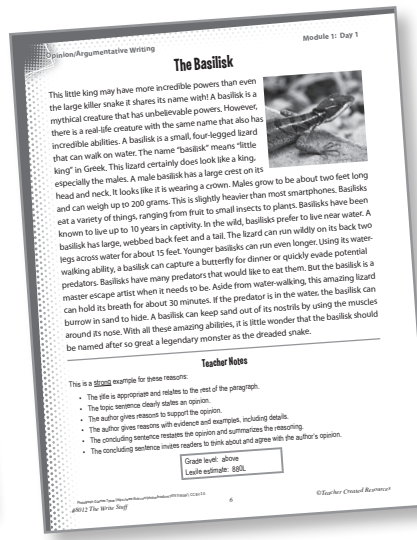 Opinion/Argumentative Writing
Module 1: Day 1
The Basilisk
This little king may have more incredible powers than even
the large killer snake it shares its name with! A basilisk is a
mythical creature that has unbelievable powers. However,
there is a real-life creature with the same name that also has
incredible abilities. A basilisk is a small, four-legged lizard
that can walk on water. The name "basilisk" means "little
king" in Greek. This lizard certainly does look like a king,
especially the males. A male basilisk has a large crest on its
head and neck. It looks like it is wearing a crown. Males grow to be about two feet long
and can weigh up to 200 grams. This is slightly heavier than most smartphones. Basilisks
eat a variety of things, ranging from fruit to small insects to plants. Basilisks have been
known to live up to 10 years in captivity. In the wild, basilisks prefer to live near water. A
basilisk has large, webbed back feet and a tail. The lizard can run wildly on its back two
legs across water for about 15 feet. Younger basilisks can run even longer. Using its water-
walking ability, a basilisk can capture a butterfly for dinner or quickly evade potential
predators. Basilisks have many predators that would like to eat them. But the basilisk is a
master escape artist when it needs to be. Aside from water-walking, this amazing lizard
can hold its breath for about 30 minutes. If the predator is in the water, the basilisk can
burrow in sand to hide. A basilisk can keep sand out of its nostrils by using the muscles
around its nose. With all these amazing abilities, it is little wonder that the basilisk should
be named after so great a legendary monster as the dreaded snake.
Teacher Notes
This is a strong example for these reasons:
• The title is appropriate and relates to the rest of the paragraph.
• The topic sentence clearly states an opinion.
• The author gives reasons to support the opinion.
• The author gives reasons with evidence and examples, including details.
• The concluding sentence restates the opinion and summarizes the reasoning.
• The concluding sentence invites readers to think about and agree with the author's opinion.
Grade level: above
Lexile estimate: 880L
#8012 The Write Stuff
6
©Teacher Created Resources